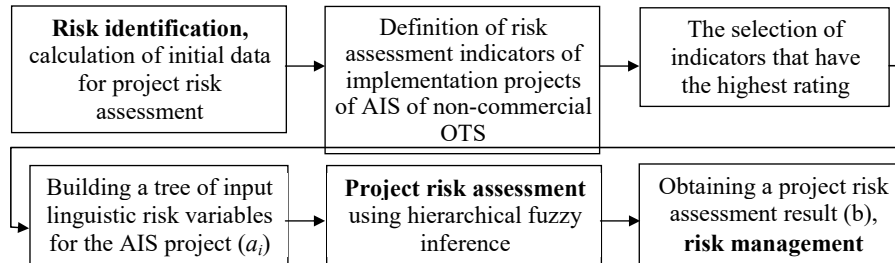 Risk identification,
calculation of initial data
for project risk
assessment
Definition of risk
assessment indicators of
implementation projects
of AIS of non-commercial
OTS
The selection of
indicators that have
the highest rating
Building a tree of input
linguistic risk variables
for the AIS project (aᵢ)
Project risk assessment
using hierarchical fuzzy
inference
Obtaining a project risk
assessment result (b),
risk management